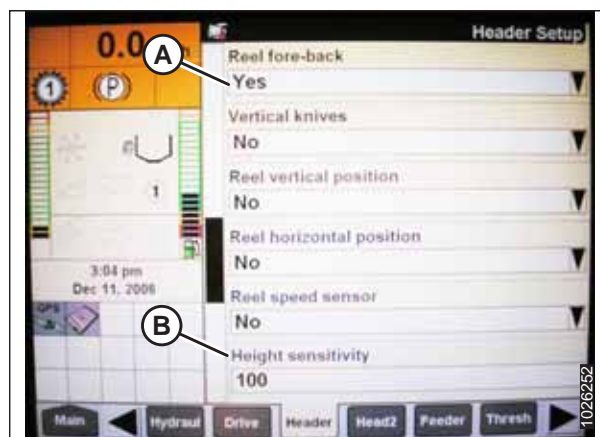 Header Setup
0.0
A
Reel fore-back
Yes
1
P
Vertical knives
No
Reel vertical position
No
1
Reel horizontal position
No
3:04 pm
Dec 11, 2006
Reel speed sensor
No
GPS
B
Height sensitivity
100
1026252
Main
Hydraul
Drive
Header
Head2
Feeder
Thresh